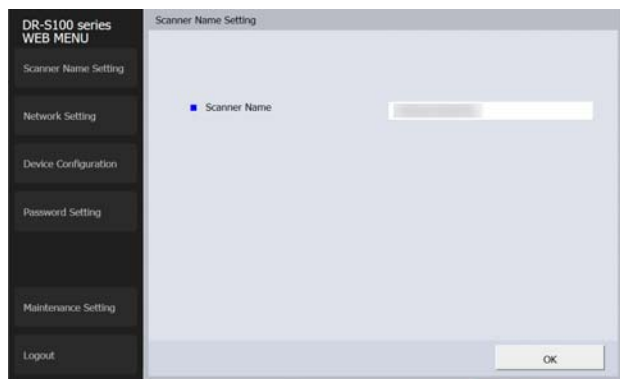 DR-S100 series
WEB MENU
Scanner Name Setting
Network Setting
Device Configuration
Password Setting
Maintenance Setting
Logout
Scanner Name Setting
Scanner Name
OK